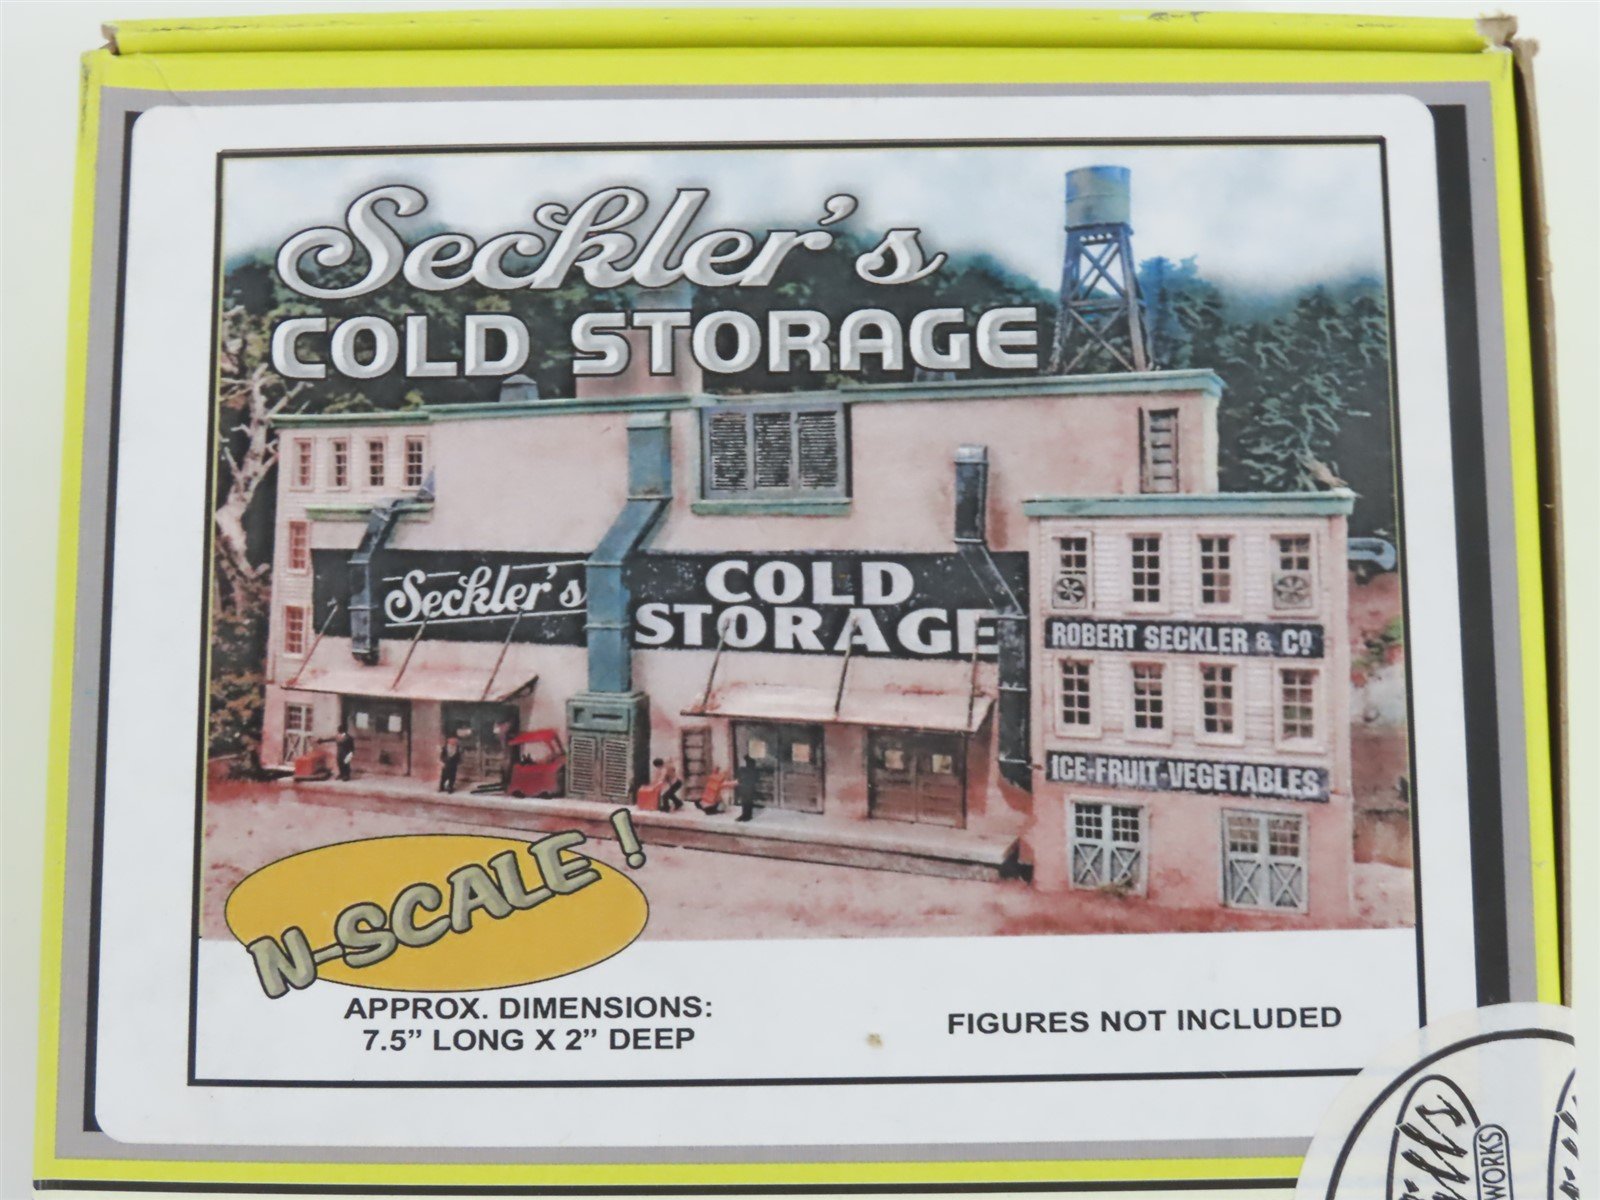 Seckler's
COLD STORAGE
Seckler's
COLD
STORAGE
ROBERT SECKLER & Cº
ICE-FRUIT-VEGETABLES
N-SCALE!
APPROX. DIMENSIONS:
7.5" LONG X 2" DEEP
FIGURES NOT INCLUDED
WORKS